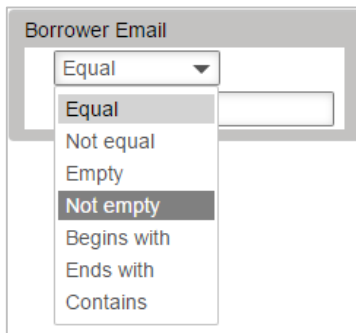 Borrower Email
Equal
Equal
Not equal
Empty
Not empty
Begins with
Ends with
Contains